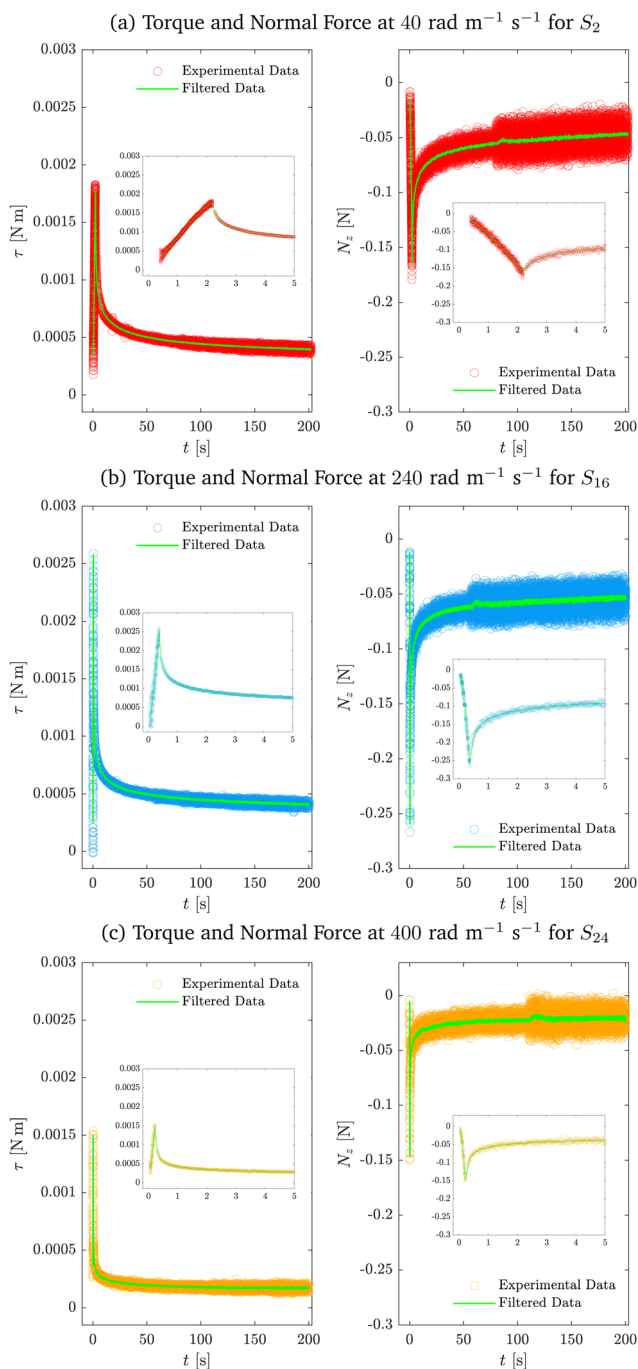 (a) Torque and Normal Force at 40 rad m⁻¹ s⁻¹ for S₂
0.003
0.0025
0.002
0.0015
0.001
0.0005
0
τ [N m]
Experimental Data
Filtered Data
0.003
0.0025
0.002
0.0015
0.001
0.0005
0
0 1 2 3 4 5
0 50 100 150 200
t [s]
0
-0.05
-0.1
-0.15
-0.2
-0.25
-0.3
N_z [N]
0
-0.05
-0.1
-0.15
-0.2
-0.25
-0.3
0 1 2 3 4 5
Experimental Data
Filtered Data
0 50 100 150 200
t [s]
(b) Torque and Normal Force at 240 rad m⁻¹ s⁻¹ for S₁₆
0.003
0.0025
0.002
0.0015
0.001
0.0005
0
τ [N m]
Experimental Data
Filtered Data
0.003
0.0025
0.002
0.0015
0.001
0.0005
0
0 1 2 3 4 5
0 50 100 150 200
t [s]
0
-0.05
-0.1
-0.15
-0.2
-0.25
-0.3
N_z [N]
0
-0.05
-0.1
-0.15
-0.2
-0.25
-0.3
0 1 2 3 4 5
Experimental Data
Filtered Data
0 50 100 150 200
t [s]
(c) Torque and Normal Force at 400 rad m⁻¹ s⁻¹ for S₂₄
0.003
0.0025
0.002
0.0015
0.001
0.0005
0
τ [N m]
Experimental Data
Filtered Data
0.003
0.0025
0.002
0.0015
0.001
0.0005
0
0 1 2 3 4 5
0 50 100 150 200
t [s]
0
-0.05
-0.1
-0.15
-0.2
-0.25
-0.3
N_z [N]
0
-0.05
-0.1
-0.15
-0.2
-0.25
-0.3
0 1 2 3 4 5
Experimental Data
Filtered Data
0 50 100 150 200
t [s]